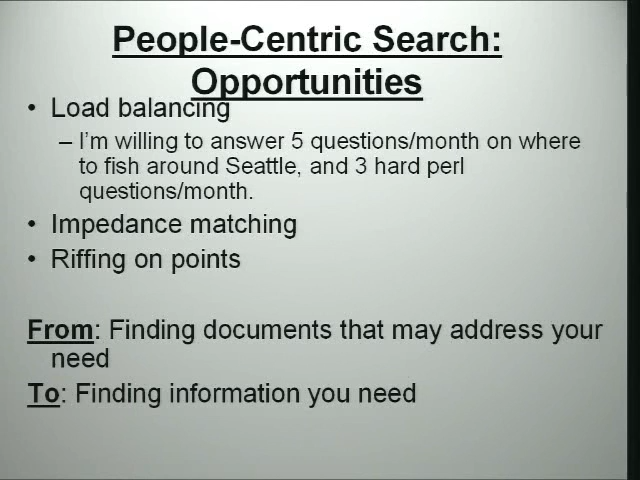 People-Centric Search:
Opportunities
• Load balancing
– I'm willing to answer 5 questions/month on where
to fish around Seattle, and 3 hard perl
questions/month.
• Impedance matching
• Riffing on points
From: Finding documents that may address your
need
To: Finding information you need